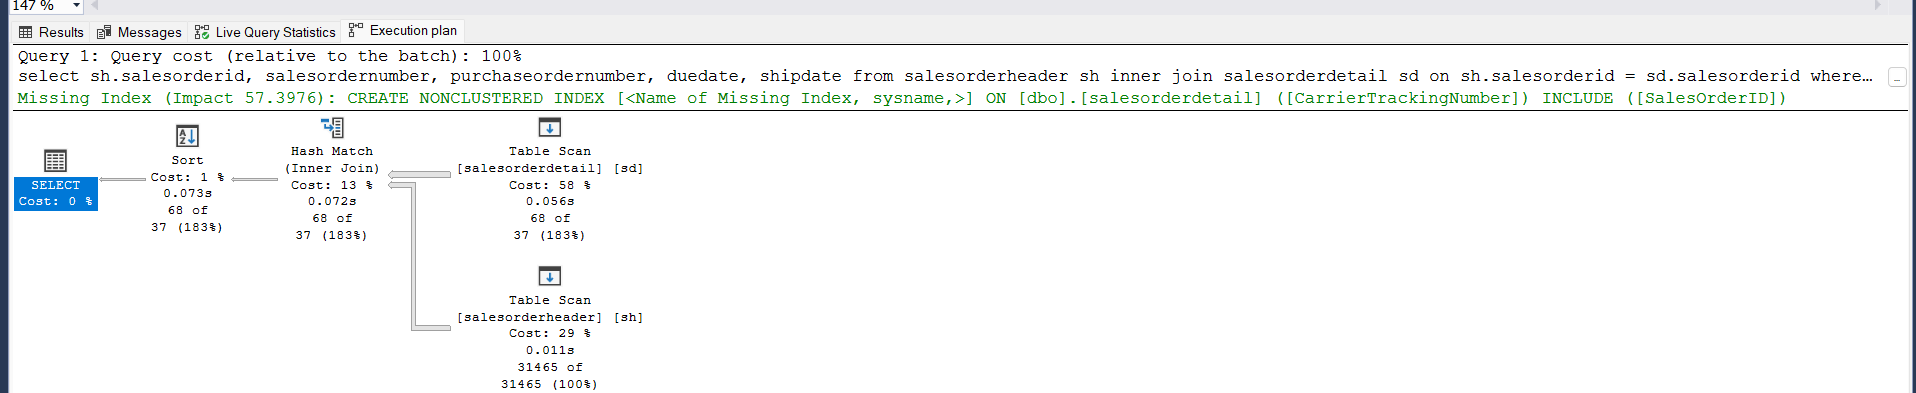 147 %
Results Messages Live Query Statistics Execution plan
Query 1: Query cost (relative to the batch): 100%
select sh.salesorderid, salesordernumber, purchaseordernumber, duedate, shipdate from salesorderheader sh inner join salesorderdetail sd on sh.salesorderid = sd.salesorderid where...
Missing Index (Impact 57.3976): CREATE NONCLUSTERED INDEX [<Name of Missing Index, sysname,>] ON [dbo].[salesorderdetail] ([CarrierTrackingNumber]) INCLUDE ([SalesOrderID])
SELECT
Cost: 0 %
Sort
Cost: 1 %
0.073s
68 of
37 (183%)
Hash Match
(Inner Join)
Cost: 13 %
0.072s
68 of
37 (183%)
Table Scan
[salesorderdetail] [sd]
Cost: 58 %
0.056s
68 of
37 (183%)
Table Scan
[salesorderheader] [sh]
Cost: 29 %
0.011s
31465 of
31465 (100%)